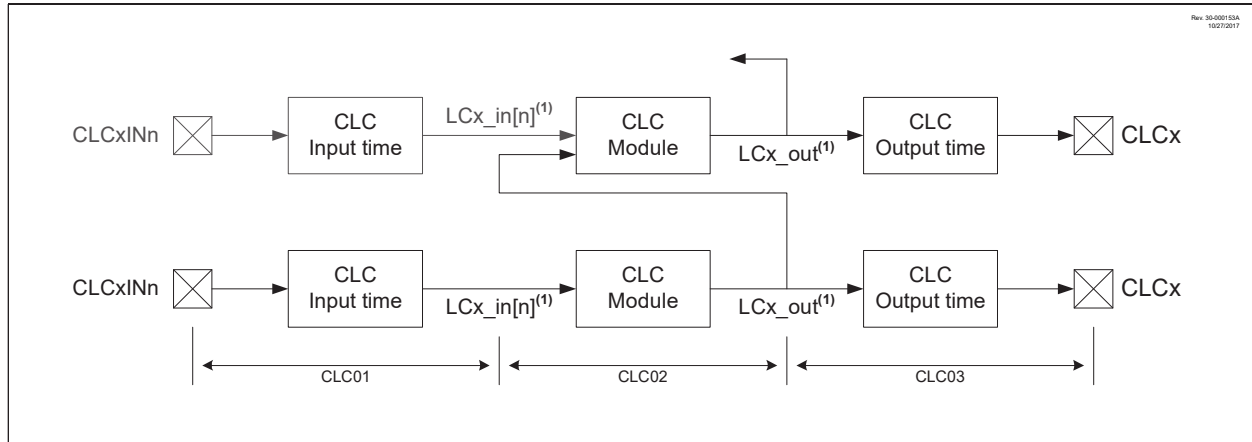 Rev. 30-000153A
10/27/2017
CLCxINn
CLC
Input time
LCx_in[n](1)
CLC
Module
LCx_out(1)
CLC
Output time
CLCx
CLCxINn
CLC
Input time
LCx_in[n](1)
CLC
Module
LCx_out(1)
CLC
Output time
CLCx
CLC01
CLC02
CLC03